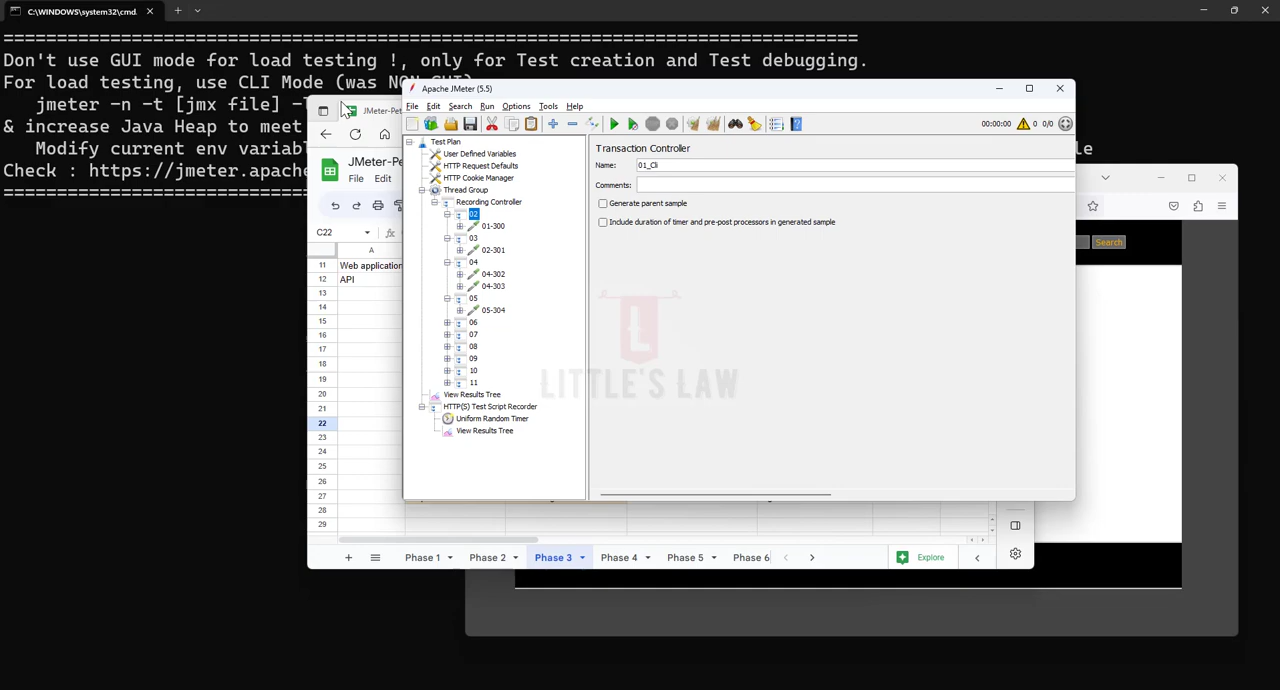 C:\WINDOWS\system32\cmd.
================================================================================
Don't use GUI mode for load testing !, only for Test creation and Test debugging.
For load testing, use CLI Mode (was NON GUI)
jmeter -n -t [jmx file] -l
& increase Java Heap to meet
Modify current env variabl
le
Check : https://jmeter.apache
JMeter-Pet
JMeter-Pe
File Edit
C22
fx
A
11 Web application
12 API
13
14
15
16
17
18
19
20
21
22
23
24
25
26
27
28
29
Phase 1
Phase 2
Phase 3
Phase 4
Phase 5
Phase 6
Explore
Apache JMeter (5.5)
File Edit Search Run Options Tools Help
00:00:00 0 0/0
Test Plan
User Defined Variables
HTTP Request Defaults
HTTP Cookie Manager
Thread Group
Recording Controller
02
01-300
03
02-301
04
04-302
04-303
05
05-304
06
07
08
09
10
11
View Results Tree
HTTP(S) Test Script Recorder
Uniform Random Timer
View Results Tree
Transaction Controller
Name: 01_Cli
Comments:
Generate parent sample
Include duration of timer and pre-post processors in generated sample
LITTLE'S LAW
Search